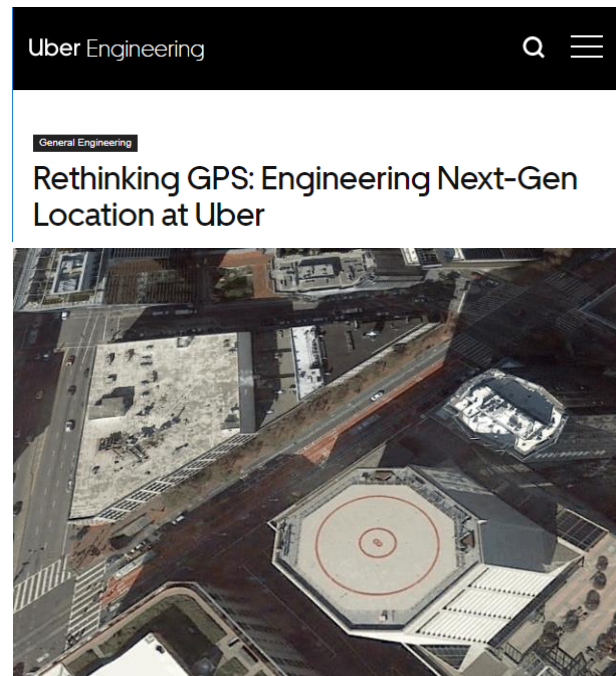 Uber Engineering
General Engineering
Rethinking GPS: Engineering Next-Gen
Location at Uber